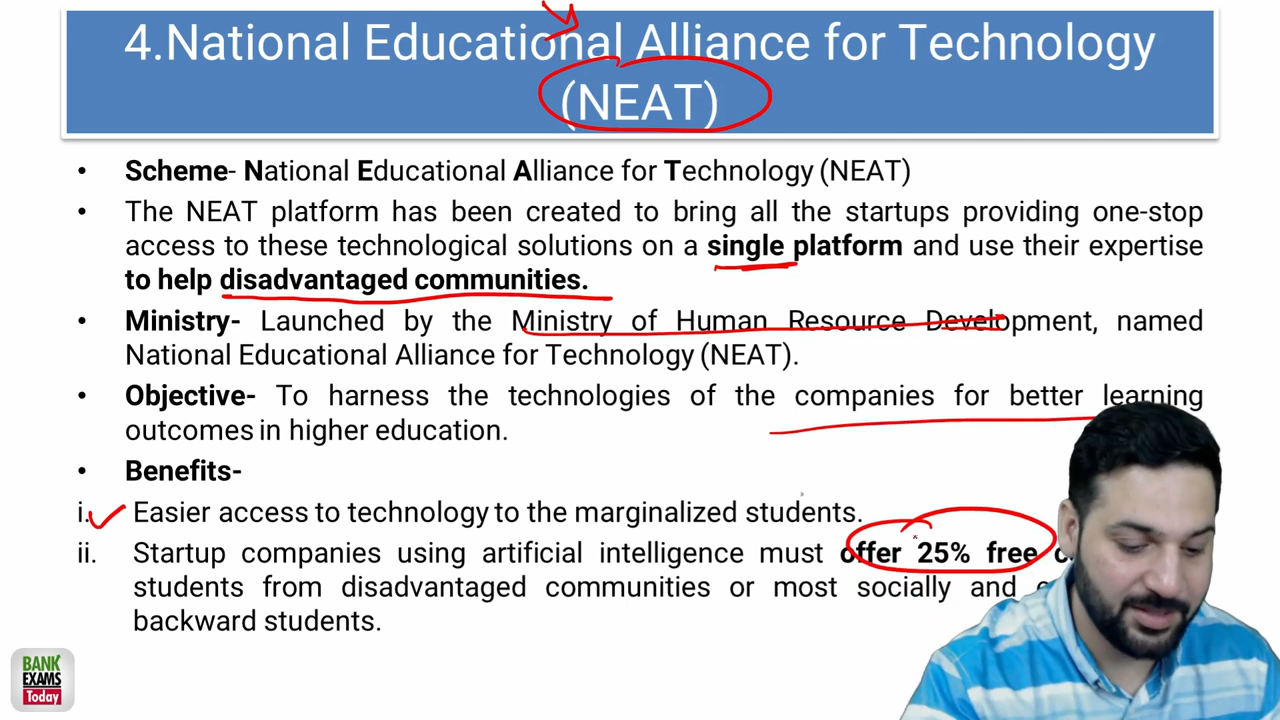 4.National Educational Alliance for Technology
(NEAT)
• Scheme- National Educational Alliance for Technology (NEAT)
• The NEAT platform has been created to bring all the startups providing one-stop
access to these technological solutions on a single platform and use their expertise
to help disadvantaged communities.
• Ministry- Launched by the Ministry of Human Resource Development, named
National Educational Alliance for Technology (NEAT).
• Objective- To harness the technologies of the companies for better learning
outcomes in higher education.
• Benefits-
i. Easier access to technology to the marginalized students.
ii. Startup companies using artificial intelligence must offer 25% free
students from disadvantaged communities or most socially and
backward students.
BANK
EXAMS
Today